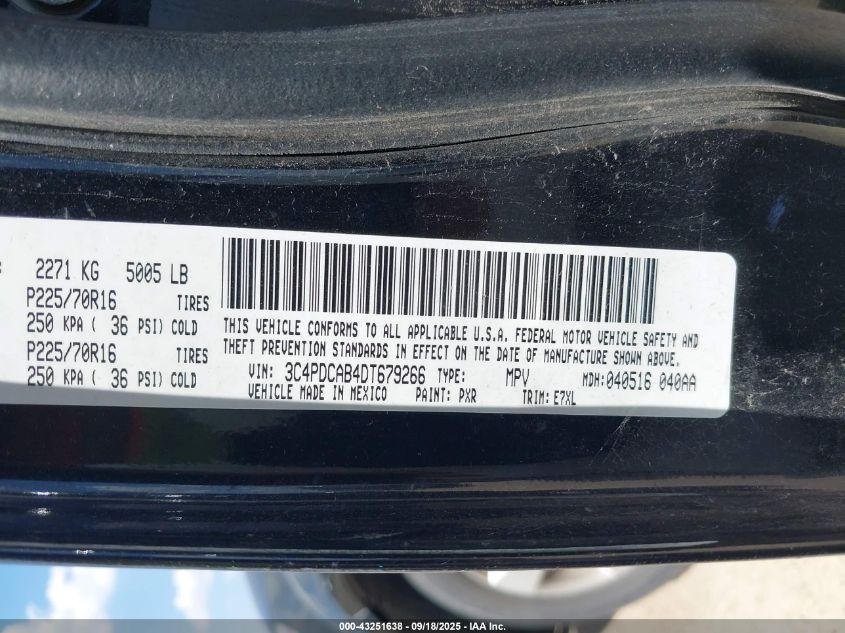 2271 KG 5005 LB
P225/70R16 TIRES
250 KPA ( 36 PSI) COLD
P225/70R16 TIRES
250 KPA ( 36 PSI) COLD
THIS VEHICLE CONFORMS TO ALL APPLICABLE U.S.A. FEDERAL MOTOR VEHICLE SAFETY AND
THEFT PREVENTION STANDARDS IN EFFECT ON THE DATE OF MANUFACTURE SHOWN ABOVE.
VIN: 3C4PDCAB4DT679266 TYPE: MPV MDH: 040516 040AA
VEHICLE MADE IN MEXICO PAINT: PXR TRIM: E7XL
000-43251638 - 09/18/2025 - IAA Inc.